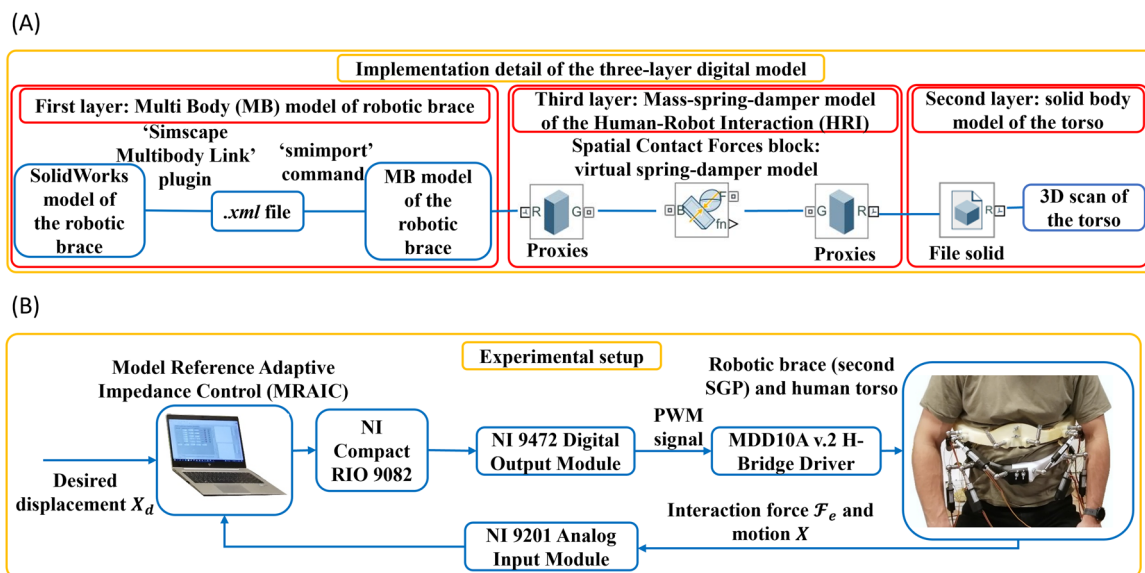 (A)
Implementation detail of the three-layer digital model
First layer: Multi Body (MB) model of robotic brace
'Simscape
Multibody Link'
plugin
'smimport'
command
SolidWorks
model of
the robotic
brace
.xml file
MB model
of the
robotic
brace
Third layer: Mass-spring-damper model
of the Human-Robot Interaction (HRI)
Spatial Contact Forces block:
virtual spring-damper model
R
G
Proxies
B
F
fn
G
R
Proxies
Second layer: solid body
model of the torso
R
File solid
3D scan of
the torso
(B)
Experimental setup
Model Reference Adaptive
Impedance Control (MRAIC)
Desired
displacement X_d
NI
Compact
RIO 9082
NI 9472 Digital
Output Module
PWM
signal
MDD10A v.2 H-
Bridge Driver
Robotic brace (second
SGP) and human torso
Interaction force ℱ_e and
motion X
NI 9201 Analog
Input Module